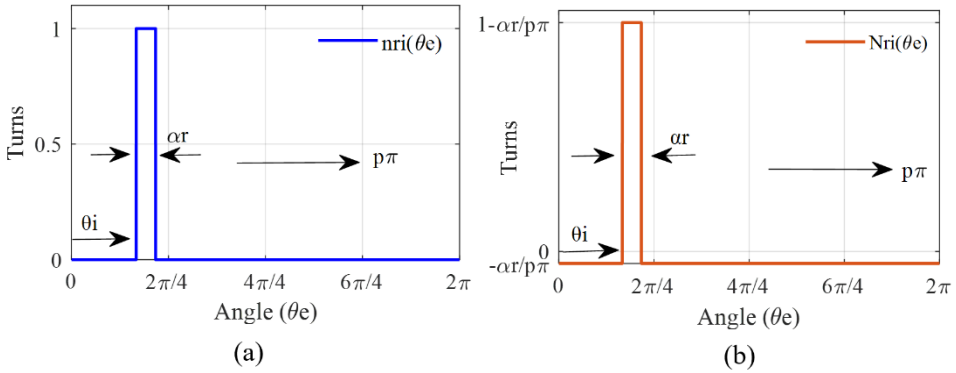 1
nri(θe)
Turns
0.5
αr
pπ
θi
0
0
2π/4
4π/4
6π/4
2π
Angle (θe)
(a)
1-αr/pπ
Nri(θe)
Turns
αr
pπ
θi
0
-αr/pπ
0
2π/4
4π/4
6π/4
2π
Angle (θe)
(b)